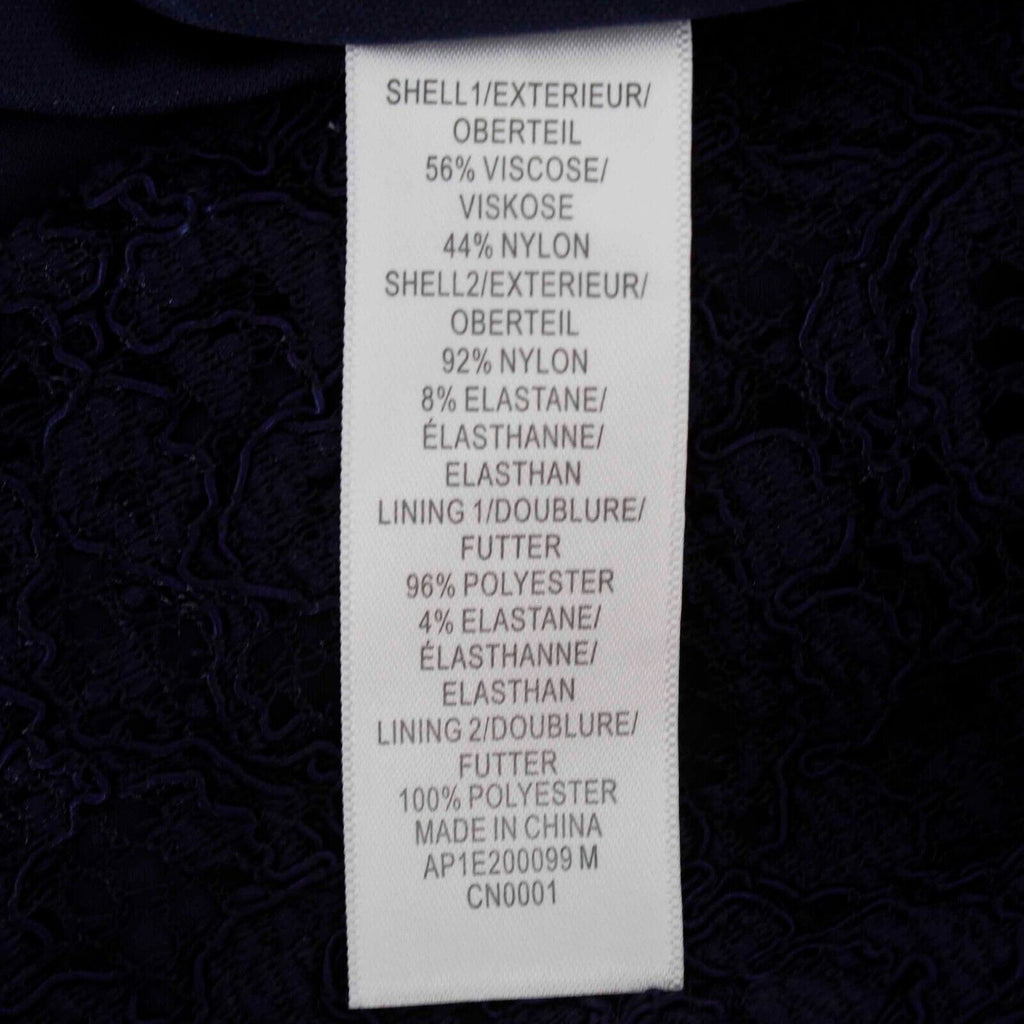 SHELL1/EXTERIEUR/
OBERTEIL
56% VISCOSE/
VISKOSE
44% NYLON
SHELL2/EXTERIEUR/
OBERTEIL
92% NYLON
8% ELASTANE/
ÉLASTHANNE/
ELASTHAN
LINING 1/DOUBLURE/
FUTTER
96% POLYESTER
4% ELASTANE/
ÉLASTHANNE/
ELASTHAN
LINING 2/DOUBLURE/
FUTTER
100% POLYESTER
MADE IN CHINA
AP1E200099 M
CN0001